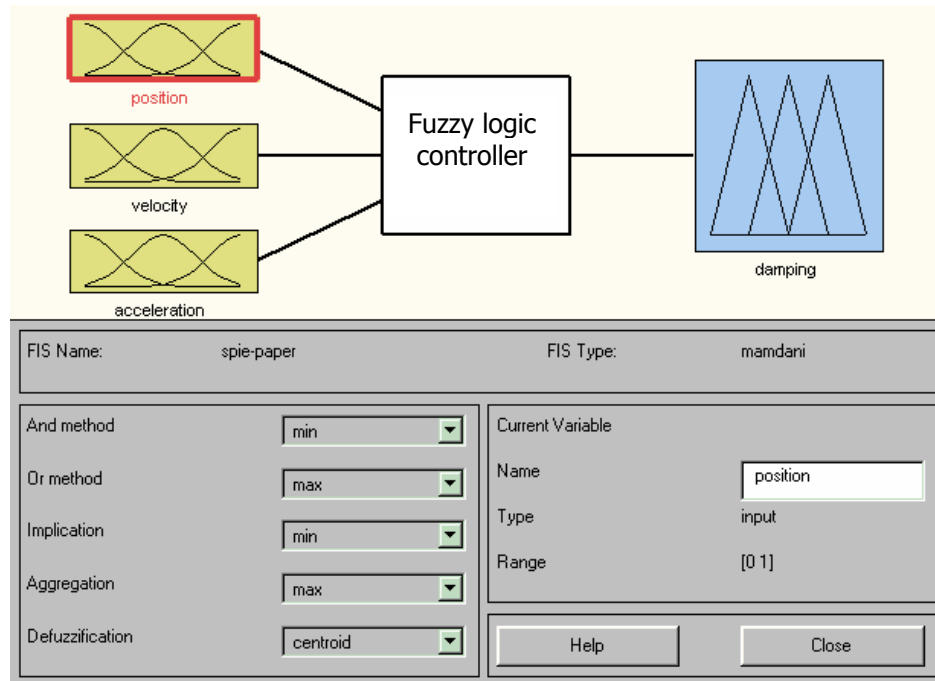 position
velocity
acceleration
Fuzzy logic
controller
damping
FIS Name: spie-paper FIS Type: mamdani
And method min
Or method max
Implication min
Aggregation max
Defuzzification centroid
Current Variable
Name position
Type input
Range [0 1]
Help Close